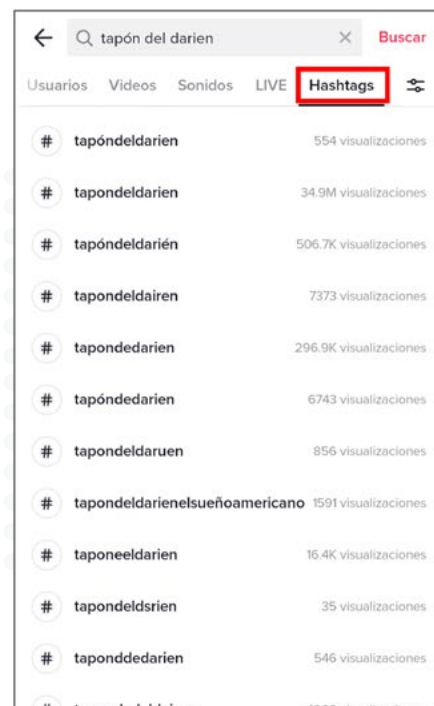 tapón del darien Buscar
Usuarios Videos Sonidos LIVE Hashtags
# tapóndeldarien 554 visualizaciones
# tapondeldarien 34.9M visualizaciones
# tapóndeldarién 506.7K visualizaciones
# tapondeldairen 7373 visualizaciones
# tapondedarien 296.9K visualizaciones
# tapóndedarien 6743 visualizaciones
# tapondeldaruen 856 visualizaciones
# tapondeldarienelsueñoamericano 1591 visualizaciones
# taponeeldarien 16.4K visualizaciones
# tapondeldsrien 35 visualizaciones
# taponddedarien 546 visualizaciones